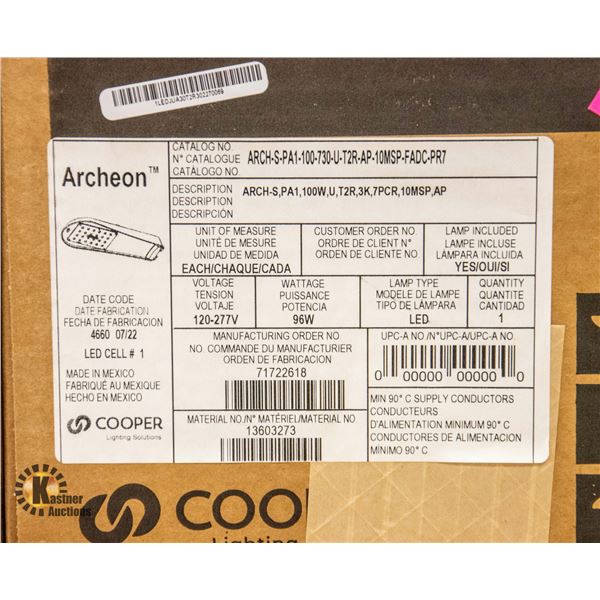 1LEDJUA30T2R302270069
Archeon™
CATALOG NO.
N° CATALOGUE
CATÁLOGO NO.
ARCH-S-PA1-100-730-U-T2R-AP-10MSP-FADC-PR7
DESCRIPTION
DESCRIPTION
DESCRIPCIÓN
ARCH-S,PA1,100W,U,T2R,3K,7PCR,10MSP,AP
UNIT OF MEASURE
UNITÉ DE MESURE
UNIDAD DE MEDIDA
EACH/CHAQUE/CADA
CUSTOMER ORDER NO.
ORDRE DE CLIENT N°
ORDEN DE CLIENTE NO.
LAMP INCLUDED
LAMPE INCLUSE
LÁMPARA INCLUIDA
YES/OUI/SI
VOLTAGE
TENSION
VOLTAJE
120-277V
WATTAGE
PUISSANCE
POTENCIA
96W
LAMP TYPE
MODELE DE LAMPE
TIPO DE LÁMPARA
LED
QUANTITY
QUANTITÉ
CANTIDAD
1
DATE CODE
DATE FABRICATION
FECHA DE FABRICACION
4660 07/22
LED CELL # 1
MADE IN MEXICO
FABRIQUÉ AU MEXIQUE
HECHO EN MEXICO
COOPER
Lighting Solutions
MANUFACTURING ORDER NO.
NO. COMMANDE DU MANUFACTURIER
ORDEN DE FABRICACION
71722618
MATERIAL NO./N° MATÉRIEL/MATERIAL NO
13603273
UPC-A NO./N°UPC-A/UPC-A NO.
0 00000 00000 0
MIN 90° C SUPPLY CONDUCTORS
CONDUCTEURS
D'ALIMENTATION MINIMUM 90° C
CONDUCTORES DE ALIMENTACION
MÍNIMO 90° C
Kastner
Auctions
COOP
Lighting